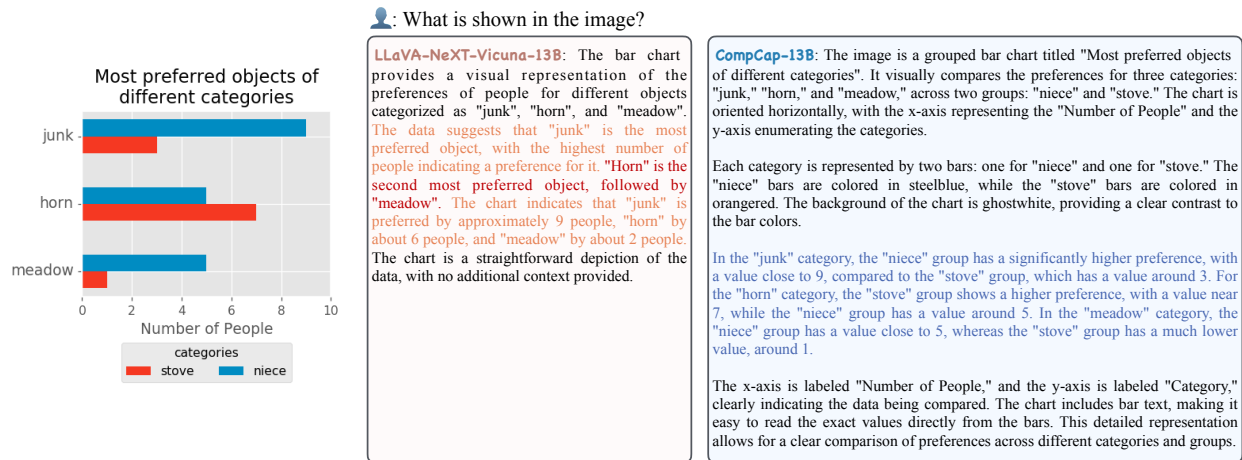 Most preferred objects of
different categories
junk
horn
meadow
0 2 4 6 8 10
Number of People
categories
stove niece
: What is shown in the image?
LLaVA-NeXT-Vicuna-13B: The bar chart
provides a visual representation of the
preferences of people for different objects
categorized as "junk", "horn", and "meadow".
The data suggests that "junk" is the most
preferred object, with the highest number of
people indicating a preference for it. "Horn" is the
second most preferred object, followed by
"meadow". The chart indicates that "junk" is
preferred by approximately 9 people, "horn" by
about 6 people, and "meadow" by about 2 people.
The chart is a straightforward depiction of the
data, with no additional context provided.
CompCap-13B: The image is a grouped bar chart titled "Most preferred objects
of different categories". It visually compares the preferences for three categories:
"junk," "horn," and "meadow," across two groups: "niece" and "stove." The chart is
oriented horizontally, with the x-axis representing the "Number of People" and the
y-axis enumerating the categories.
Each category is represented by two bars: one for "niece" and one for "stove." The
"niece" bars are colored in steelblue, while the "stove" bars are colored in
orangered. The background of the chart is ghostwhite, providing a clear contrast to
the bar colors.
In the "junk" category, the "niece" group has a significantly higher preference, with
a value close to 9, compared to the "stove" group, which has a value around 3. For
the "horn" category, the "stove" group shows a higher preference, with a value near
7, while the "niece" group has a value around 5. In the "meadow" category, the
"niece" group has a value close to 5, whereas the "stove" group has a much lower
value, around 1.
The x-axis is labeled "Number of People," and the y-axis is labeled "Category,"
clearly indicating the data being compared. The chart includes bar text, making it
easy to read the exact values directly from the bars. This detailed representation
allows for a clear comparison of preferences across different categories and groups.